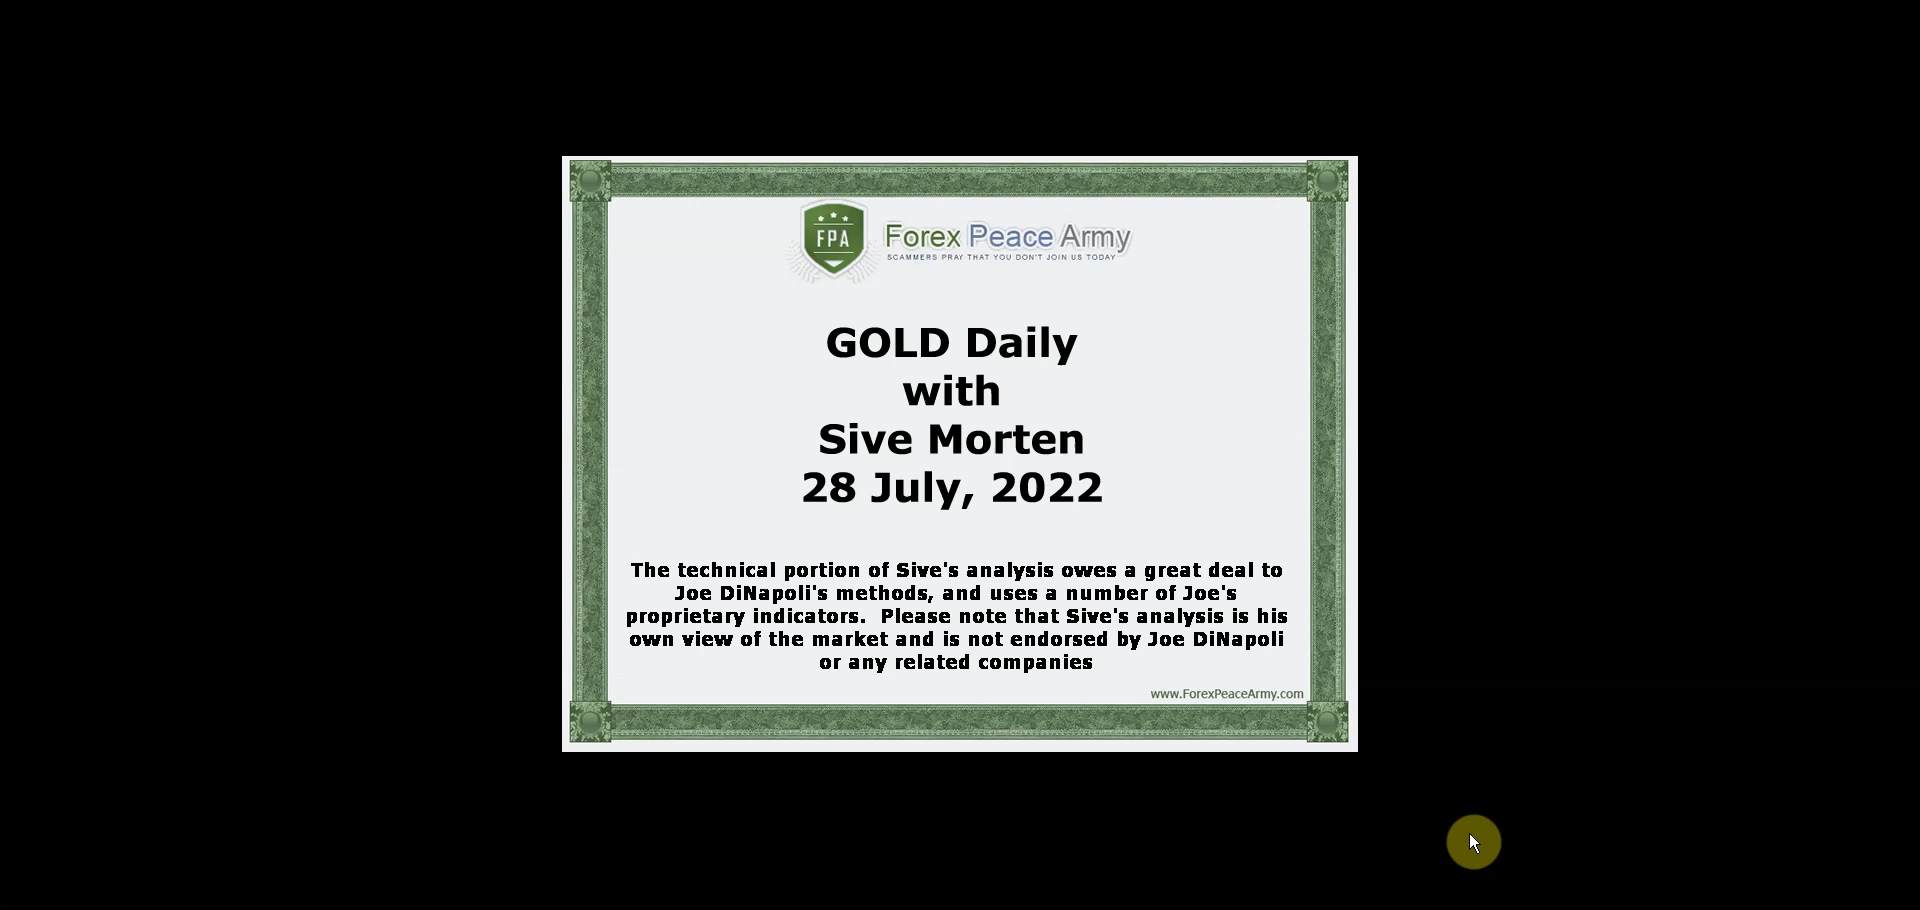 FPA
Forex Peace Army
SCAMMERS PRAY THAT YOU DON'T JOIN US TODAY
GOLD Daily
with
Sive Morten
28 July, 2022
The technical portion of Sive's analysis owes a great deal to
Joe DiNapoli's methods, and uses a number of Joe's
proprietary indicators.  Please note that Sive's analysis is his
own view of the market and is not endorsed by Joe DiNapoli
or any related companies
www.ForexPeaceArmy.com